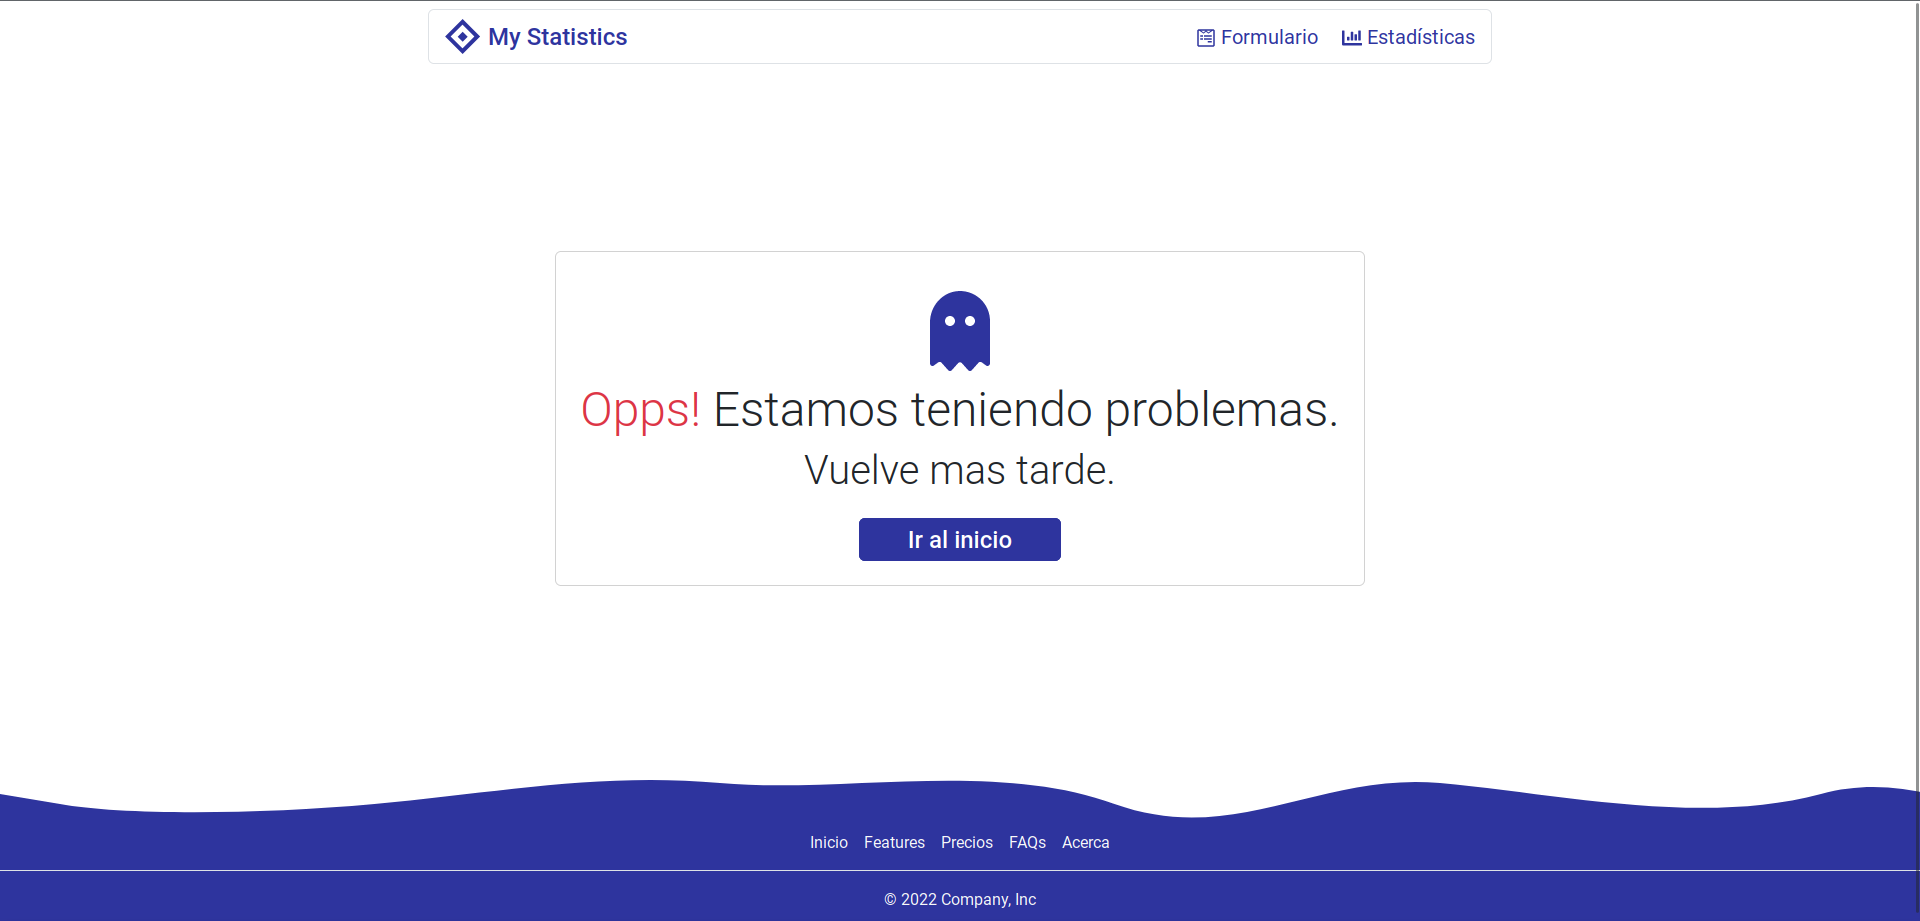 My Statistics
Formulario Estadísticas
Opps! Estamos teniendo problemas.
Vuelve mas tarde.
Ir al inicio
Inicio Features Precios FAQs Acerca
© 2022 Company, Inc